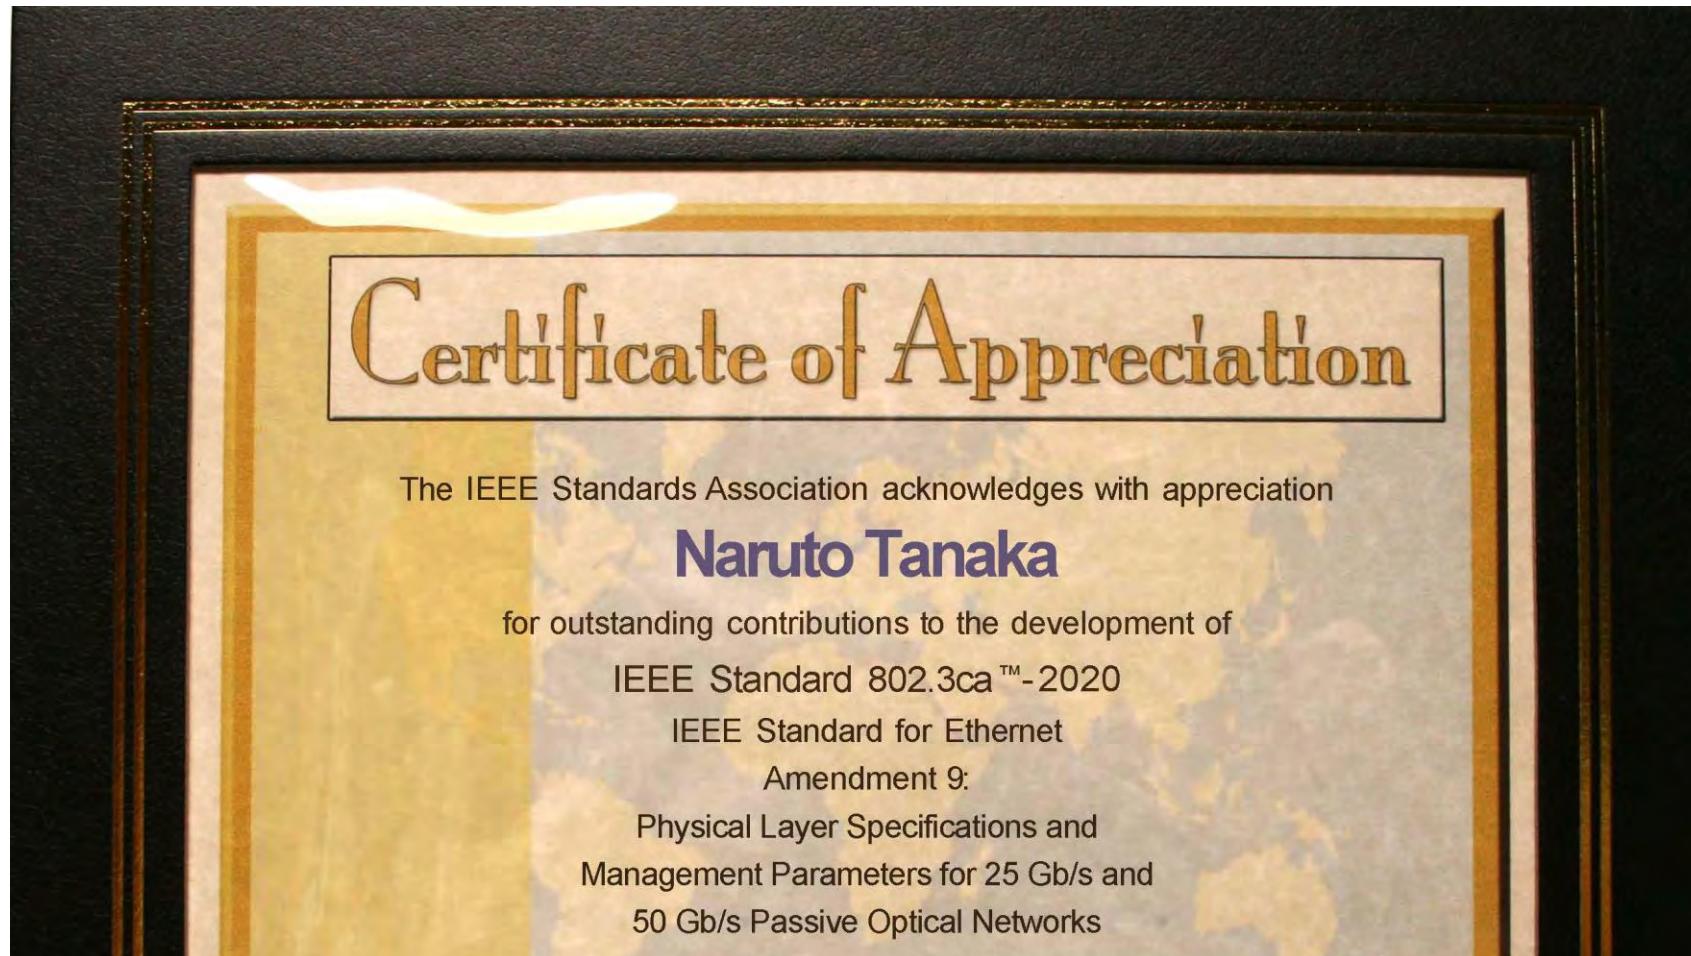 Certificate of Appreciation
The IEEE Standards Association acknowledges with appreciation
Naruto Tanaka
for outstanding contributions to the development of
IEEE Standard 802.3ca™-2020
IEEE Standard for Ethernet
Amendment 9:
Physical Layer Specifications and
Management Parameters for 25 Gb/s and
50 Gb/s Passive Optical Networks